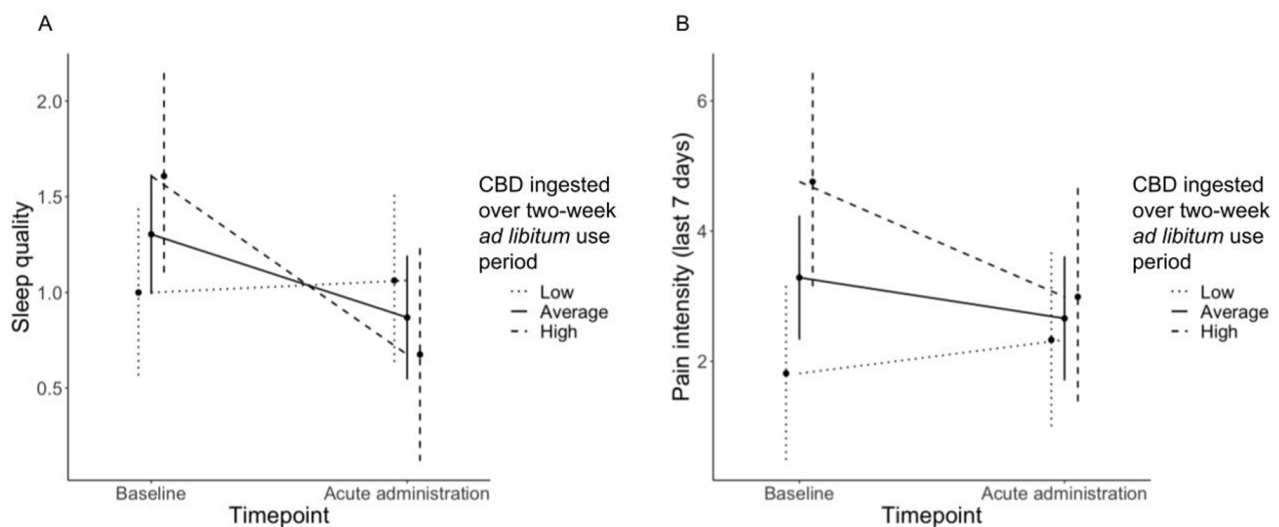 A
Sleep quality
2.0
1.5
1.0
0.5
Baseline
Acute administration
Timepoint
CBD ingested
over two-week
ad libitum use
period
Low
Average
High
B
Pain intensity (last 7 days)
6
4
2
Baseline
Acute administration
Timepoint
CBD ingested
over two-week
ad libitum use
period
Low
Average
High